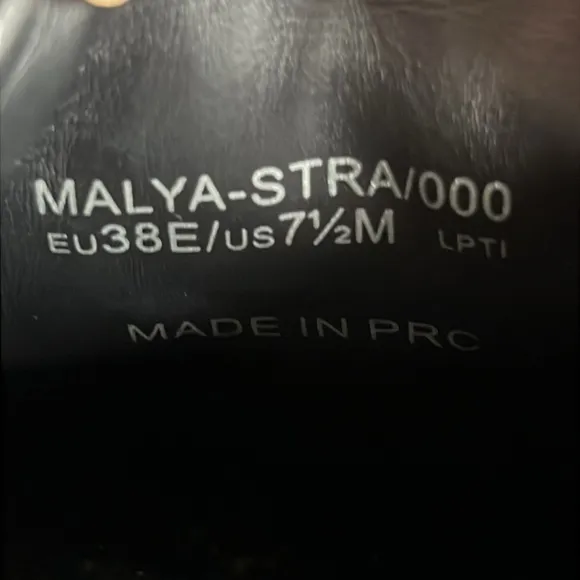 MALYA-STRA/000
EU38E/US7½M LPTI
MADE IN PRC